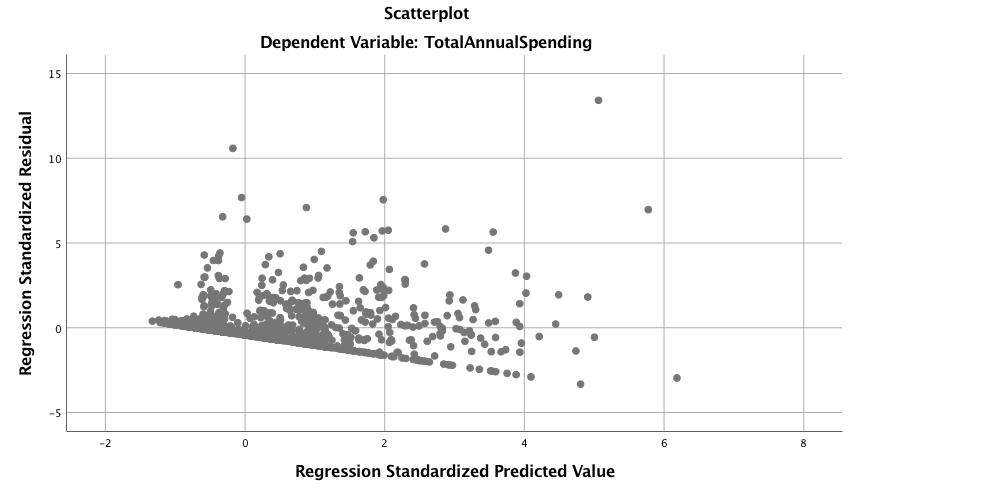 Scatterplot
Dependent Variable: TotalAnnualSpending
Regression Standardized Residual
15
10
5
0
-5
-2
0
2
4
6
8
Regression Standardized Predicted Value